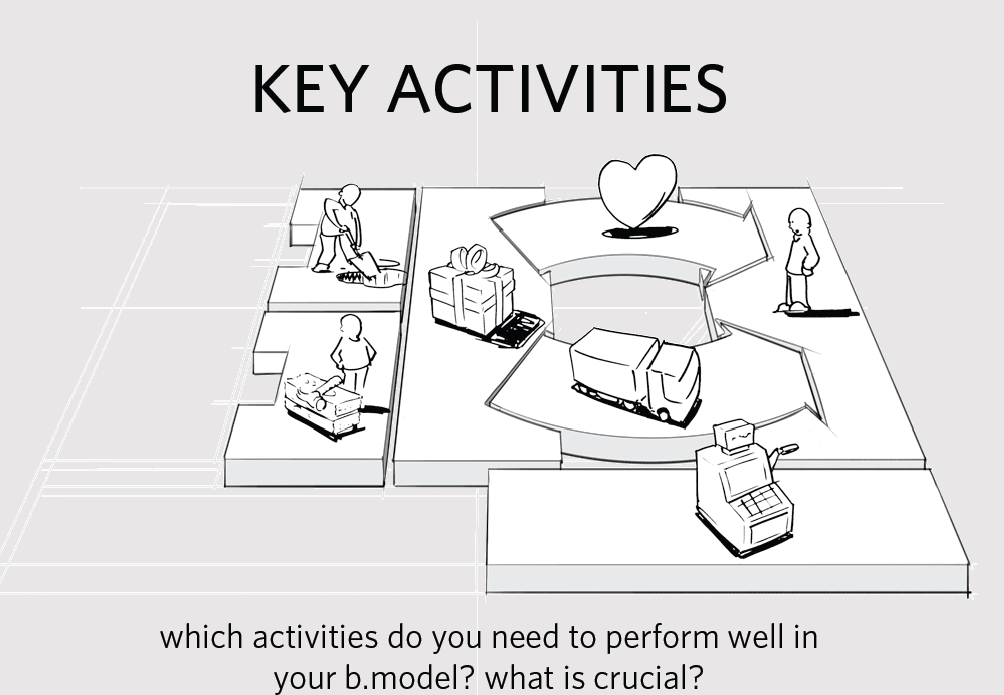 KEY ACTIVITIES
which activities do you need to perform well in
your b.model? what is crucial?